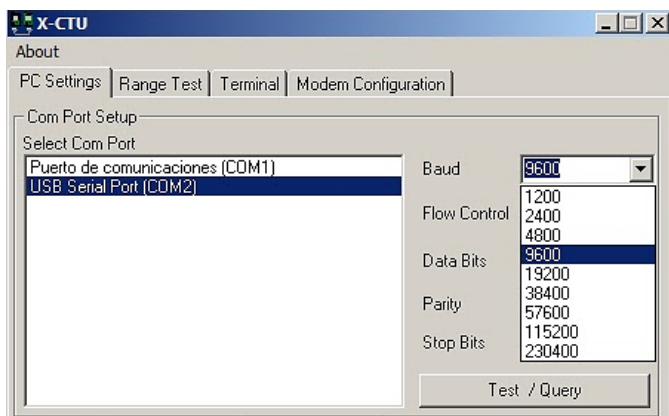 X-CTU
About
PC Settings Range Test Terminal Modem Configuration
Com Port Setup
Select Com Port
Puerto de comunicaciones (COM1)
USB Serial Port (COM2)
Baud 9600
1200
Flow Control 2400
4800
9600
Data Bits
19200
38400
Parity 57600
115200
Stop Bits 230400
Test / Query